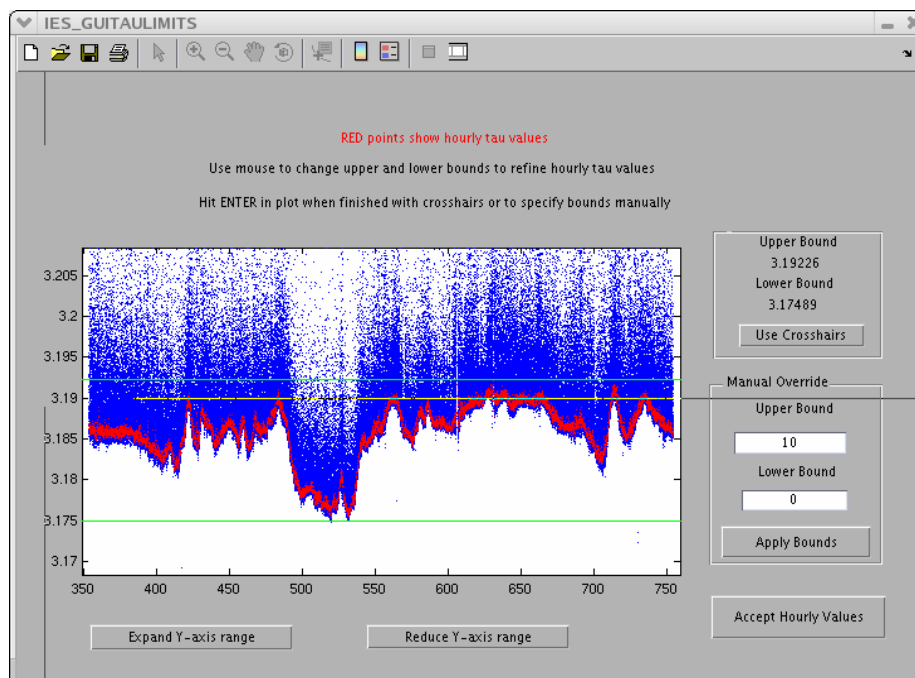 IES_GUITAULIMITS
RED points show hourly tau values
Use mouse to change upper and lower bounds to refine hourly tau values
Hit ENTER in plot when finished with crosshairs or to specify bounds manually
3.205
3.2
3.195
3.19
3.185
3.18
3.175
3.17
350 400 450 500 550 600 650 700 750
Expand Y-axis range
Reduce Y-axis range
Upper Bound
3.19226
Lower Bound
3.17489
Use Crosshairs
Manual Override
Upper Bound
10
Lower Bound
0
Apply Bounds
Accept Hourly Values